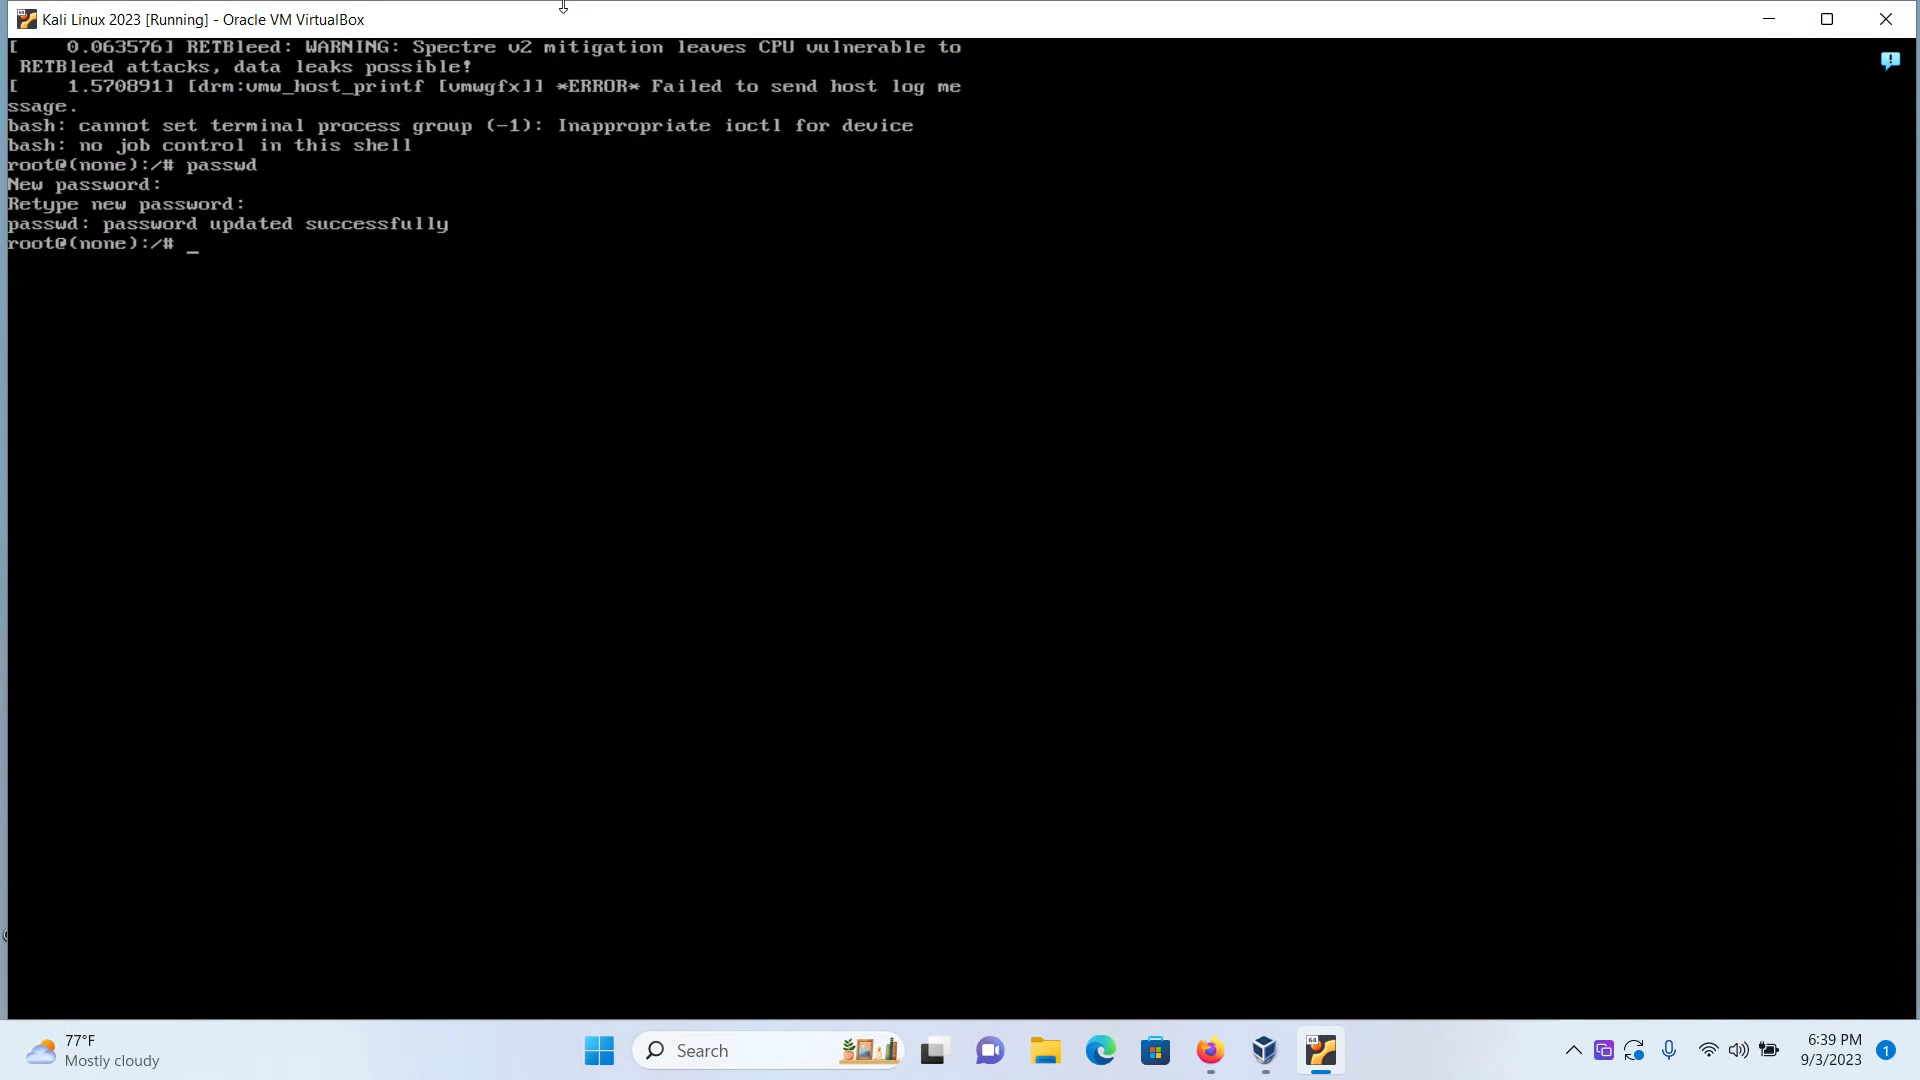 Kali Linux 2023 [Running] - Oracle VM VirtualBox
[    0.063576] RETBleed: WARNING: Spectre v2 mitigation leaves CPU vulnerable to
 RETBleed attacks, data leaks possible!
[    1.570891] [drm:vmw_host_printf [vmwgfx]] *ERROR* Failed to send host log me
ssage.
bash: cannot set terminal process group (-1): Inappropriate ioctl for device
bash: no job control in this shell
root@(none):/# passwd
New password:
Retype new password:
passwd: password updated successfully
root@(none):/# _
77°F
Mostly cloudy
Search
64
6:39 PM
9/3/2023
1